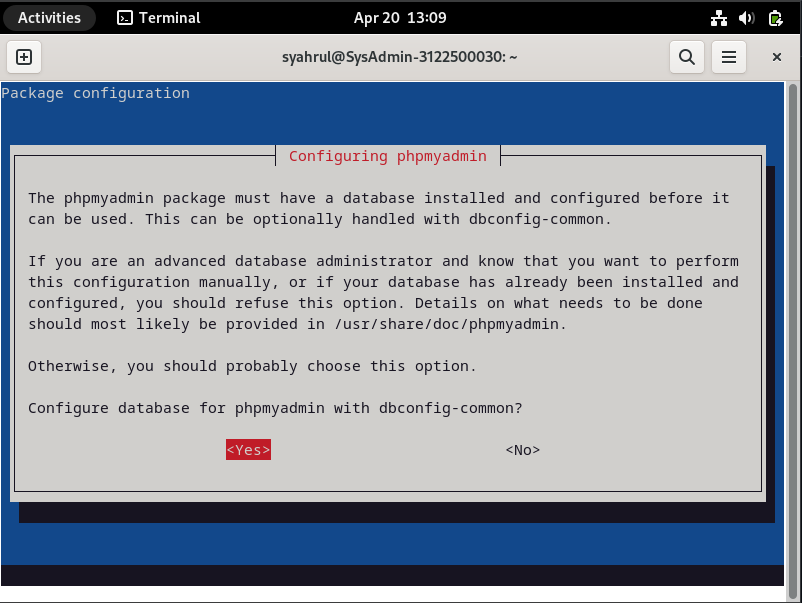 Activities
Terminal
Apr 20 13:09
syahrul@SysAdmin-3122500030: ~
Package configuration
Configuring phpmyadmin
The phpmyadmin package must have a database installed and configured before it
can be used. This can be optionally handled with dbconfig-common.
If you are an advanced database administrator and know that you want to perform
this configuration manually, or if your database has already been installed and
configured, you should refuse this option. Details on what needs to be done
should most likely be provided in /usr/share/doc/phpmyadmin.
Otherwise, you should probably choose this option.
Configure database for phpmyadmin with dbconfig-common?
<Yes> <No>